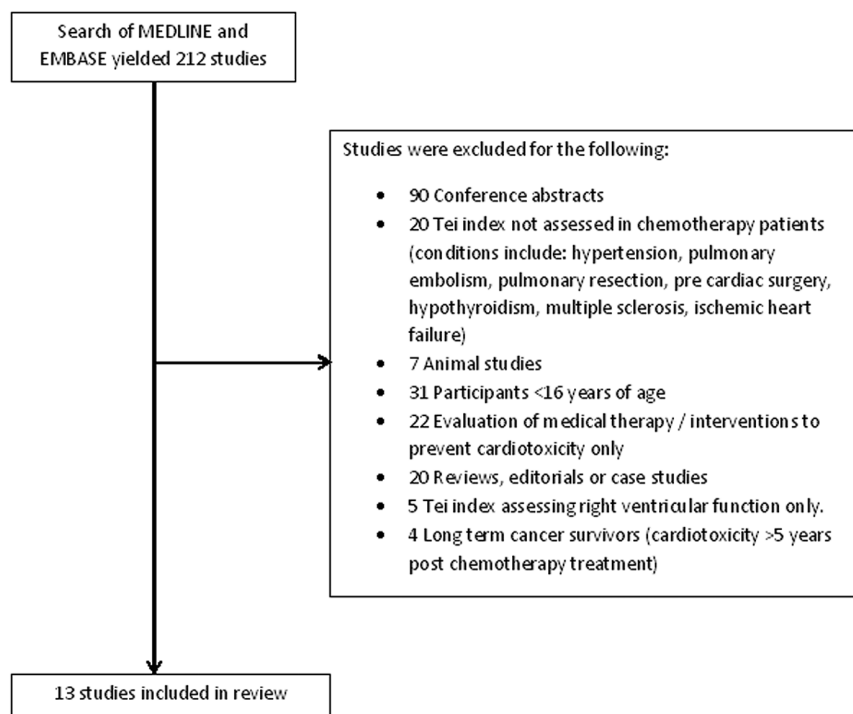 Search of MEDLINE and
EMBASE yielded 212 studies
Studies were excluded for the following:
• 90 Conference abstracts
• 20 Tei index not assessed in chemotherapy patients
(conditions include: hypertension, pulmonary
embolism, pulmonary resection, pre cardiac surgery,
hypothyroidism, multiple sclerosis, ischemic heart
failure)
• 7 Animal studies
• 31 Participants <16 years of age
• 22 Evaluation of medical therapy / interventions to
prevent cardiotoxicity only
• 20 Reviews, editorials or case studies
• 5 Tei index assessing right ventricular function only.
• 4 Long term cancer survivors (cardiotoxicity >5 years
post chemotherapy treatment)
13 studies included in review